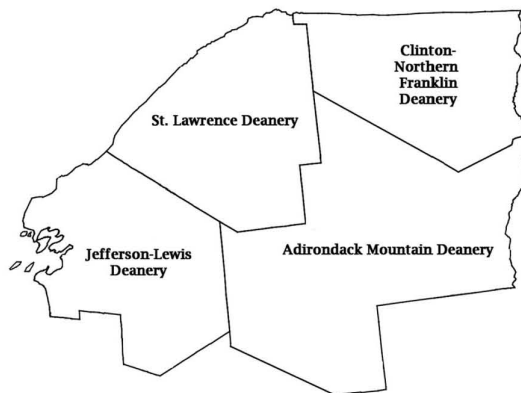 Clinton-
Northern
Franklin
Deanery
St. Lawrence Deanery
Jefferson-Lewis
Deanery
Adirondack Mountain Deanery